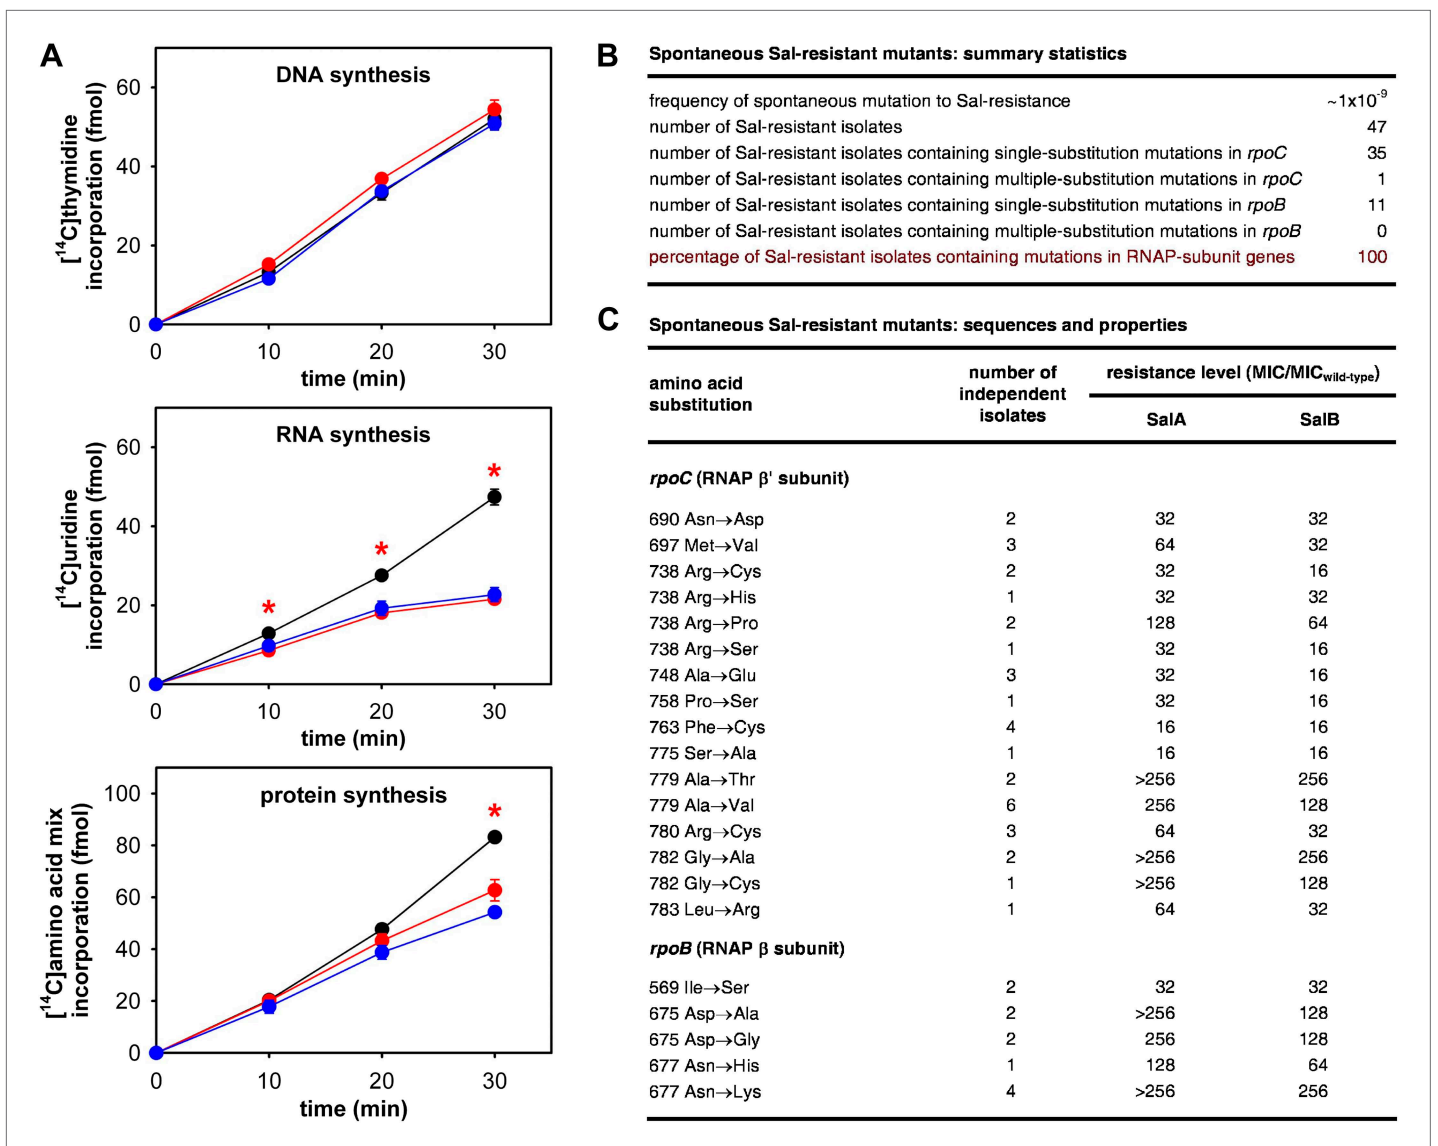 A
DNA synthesis
[14C]thymidine
incorporation (fmol)
60
40
20
0
0 10 20 30
time (min)
RNA synthesis
[14C]uridine
incorporation (fmol)
60
40
20
0
* * *
0 10 20 30
time (min)
protein synthesis
[14C]amino acid mix
incorporation (fmol)
100
80
60
40
20
0
*
0 10 20 30
time (min)
B Spontaneous Sal-resistant mutants: summary statistics
frequency of spontaneous mutation to Sal-resistance ~1x10-9
number of Sal-resistant isolates 47
number of Sal-resistant isolates containing single-substitution mutations in rpoC 35
number of Sal-resistant isolates containing multiple-substitution mutations in rpoC 1
number of Sal-resistant isolates containing single-substitution mutations in rpoB 11
number of Sal-resistant isolates containing multiple-substitution mutations in rpoB 0
percentage of Sal-resistant isolates containing mutations in RNAP-subunit genes 100
C Spontaneous Sal-resistant mutants: sequences and properties
amino acid
substitution
number of
independent
isolates
resistance level (MIC/MICwild-type)
SalA SalB
rpoC (RNAP β' subunit)
690 Asn→Asp 2 32 32
697 Met→Val 3 64 32
738 Arg→Cys 2 32 16
738 Arg→His 1 32 32
738 Arg→Pro 2 128 64
738 Arg→Ser 1 32 16
748 Ala→Glu 3 32 16
758 Pro→Ser 1 32 16
763 Phe→Cys 4 16 16
775 Ser→Ala 1 16 16
779 Ala→Thr 2 >256 256
779 Ala→Val 6 256 128
780 Arg→Cys 3 64 32
782 Gly→Ala 2 >256 256
782 Gly→Cys 1 >256 128
783 Leu→Arg 1 64 32
rpoB (RNAP β subunit)
569 Ile→Ser 2 32 32
675 Asp→Ala 2 >256 128
675 Asp→Gly 2 256 128
677 Asn→His 1 128 64
677 Asn→Lys 4 >256 256